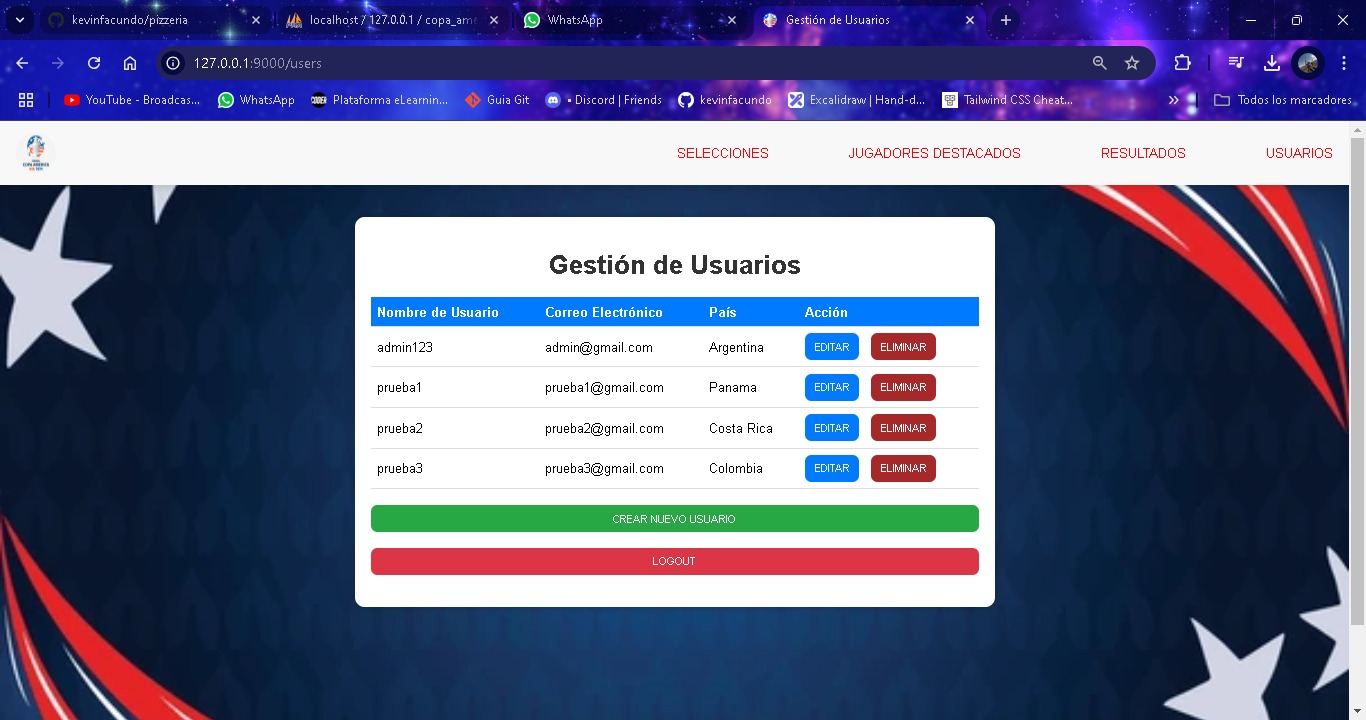 kevinfacundo/pizzeria
localhost / 127.0.0.1 / copa_ame
WhatsApp
Gestión de Usuarios
127.0.0.1:9000/users
YouTube - Broadcas...
WhatsApp
Plataforma eLearnin...
Guia Git
• Discord | Friends
kevinfacundo
Excalidraw | Hand-d...
Tailwind CSS Cheat...
Todos los marcadores
COPA AMERICA
SELECCIONES
JUGADORES DESTACADOS
RESULTADOS
USUARIOS
Gestión de Usuarios
Nombre de Usuario Correo Electrónico País Acción
admin123 admin@gmail.com Argentina EDITAR ELIMINAR
prueba1 prueba1@gmail.com Panama EDITAR ELIMINAR
prueba2 prueba2@gmail.com Costa Rica EDITAR ELIMINAR
prueba3 prueba3@gmail.com Colombia EDITAR ELIMINAR
CREAR NUEVO USUARIO
LOGOUT